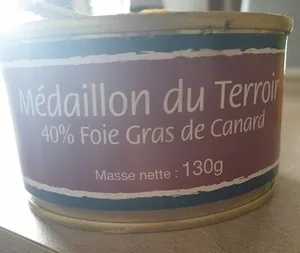 Médaillon du Terroir
40% Foie Gras de Canard
Masse nette : 130g